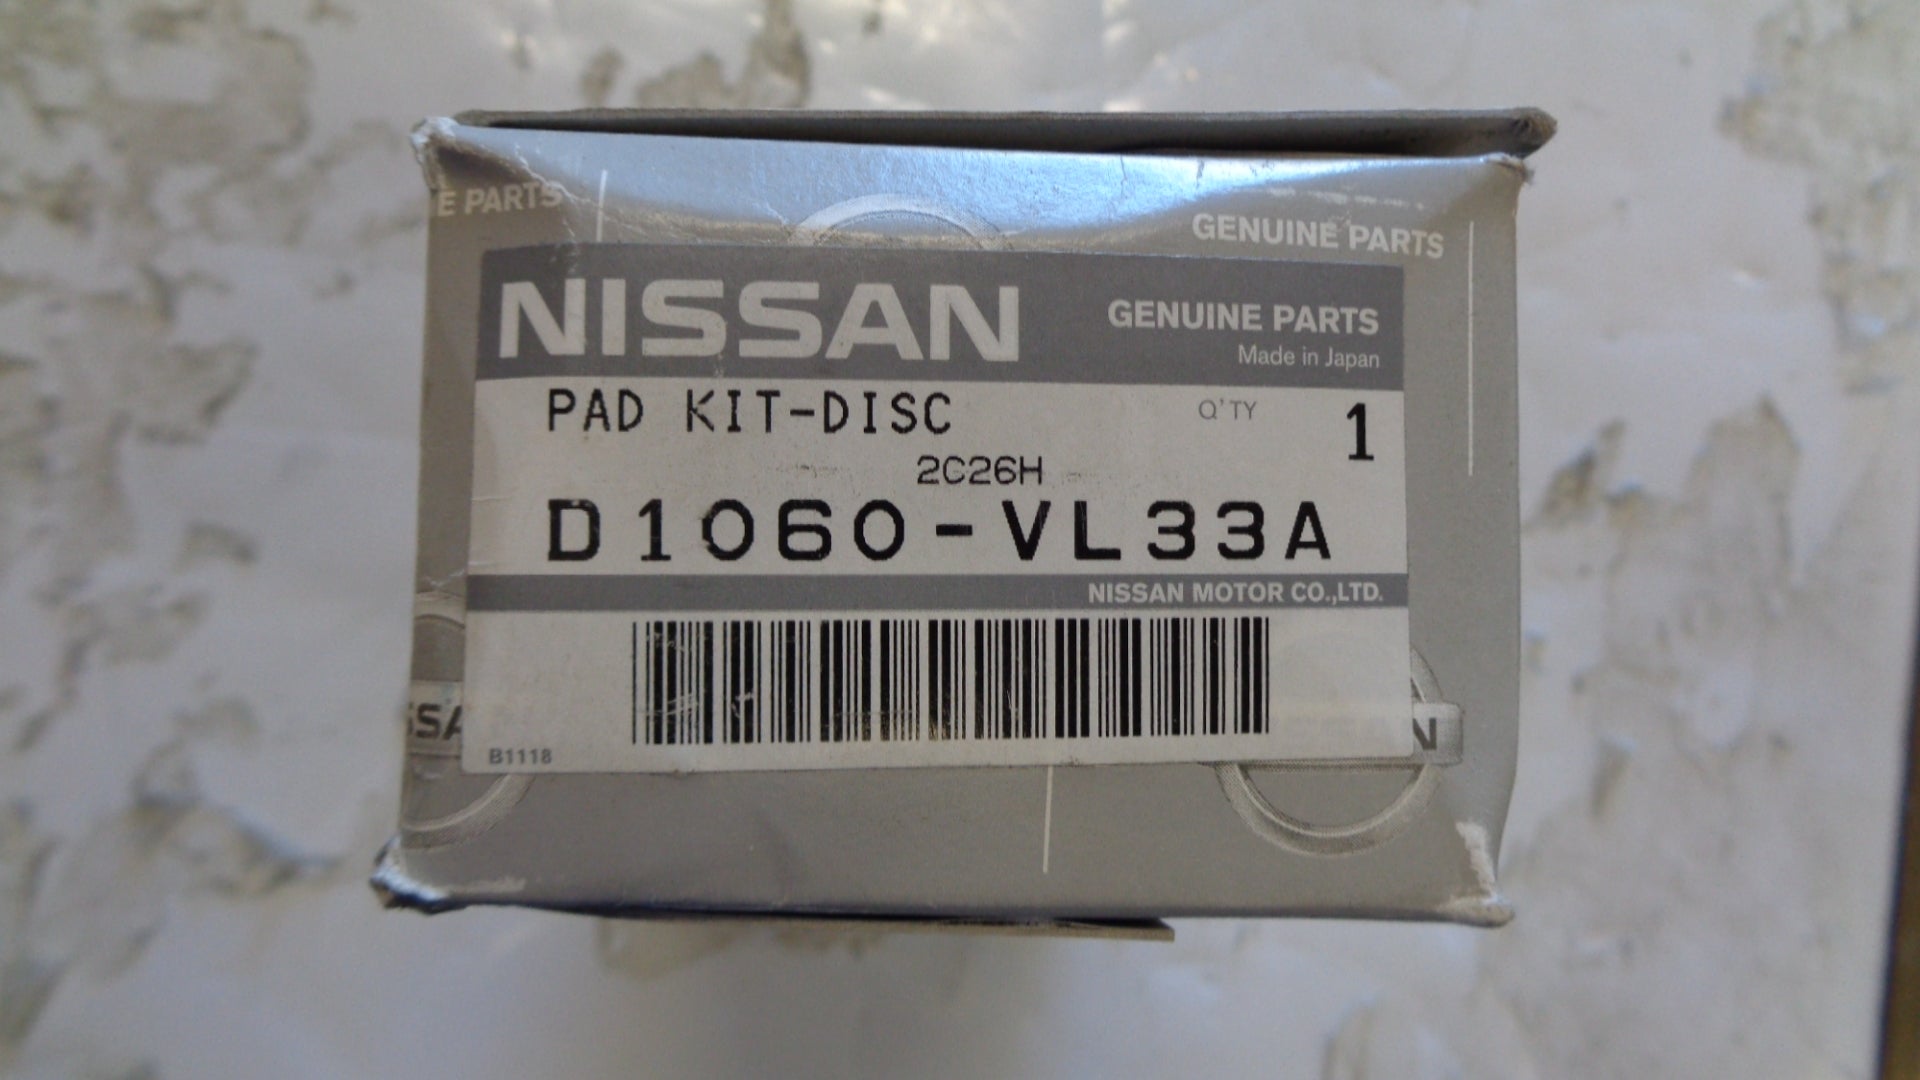 E PARTS
GENUINE PARTS
NISSAN
GENUINE PARTS
Made in Japan
PAD KIT-DISC
Q'TY 1
2C26H
D1060-VL33A
NISSAN MOTOR CO.,LTD.
SSA
N
B1118